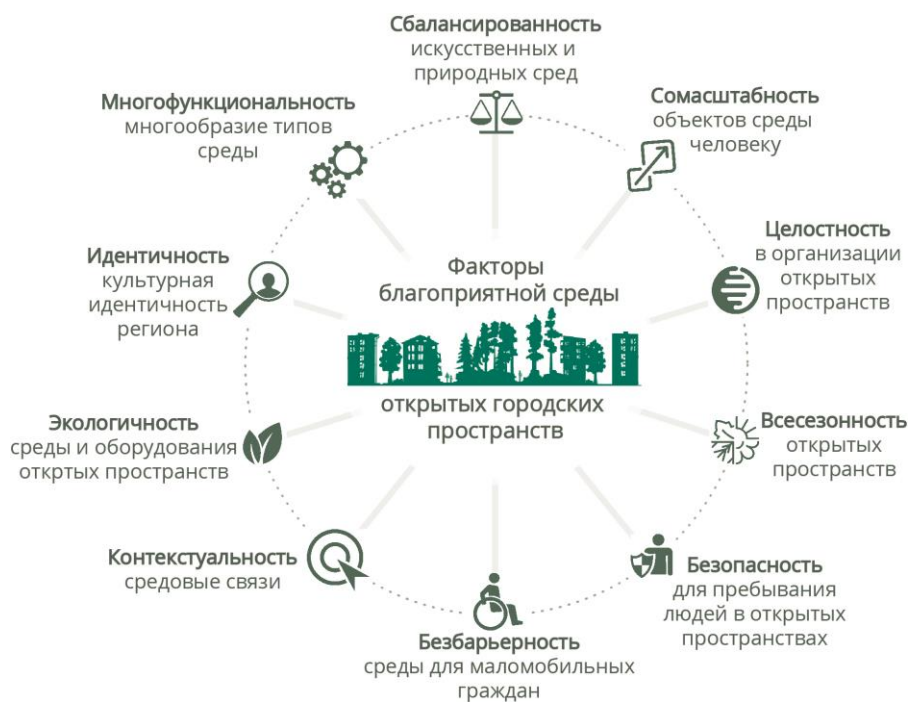 Сбалансированность
искусственных и
природных сред
Сомасштабность
объектов среды
человеку
Целостность
в организации
открытых
пространств
Всесезонность
открытых
пространств
Безопасность
для пребывания
людей в открытых
пространствах
Безбарьерность
среды для маломобильных
граждан
Контекстуальность
средовые связи
Экологичность
среды и оборудования
откртых пространств
Идентичность
культурная
идентичность
региона
Многофункциональность
многообразие типов
среды
Факторы
благоприятной среды
открытых городских
пространств